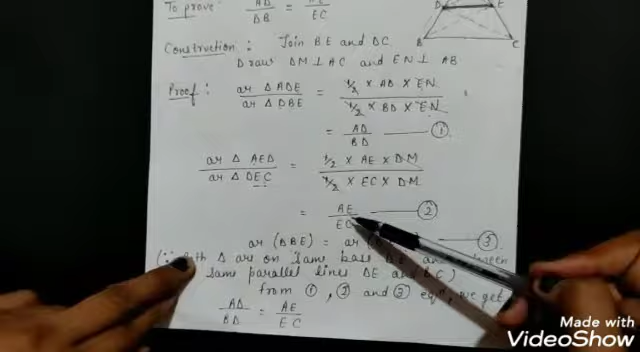 To prove : AD/DB = AE/EC
D E
B C
Construction : Join BE and DC
Draw DM ⊥ AC and EN ⊥ AB
Proof : ar Δ ADE / ar Δ DBE = 1/2 × AD × EN / 1/2 × BD × EN
= AD/BD —— ①
ar Δ AED / ar Δ DEC = 1/2 × AE × DM / 1/2 × EC × DM
= AE/EC —— ②
ar (DBE) = ar —— ③
(∵ Δ ar on same base and
same parallel lines DE and BC)
from ①, ② and ③ eqⁿ, we get
AD/BD = AE/EC
Made with
VideoShow